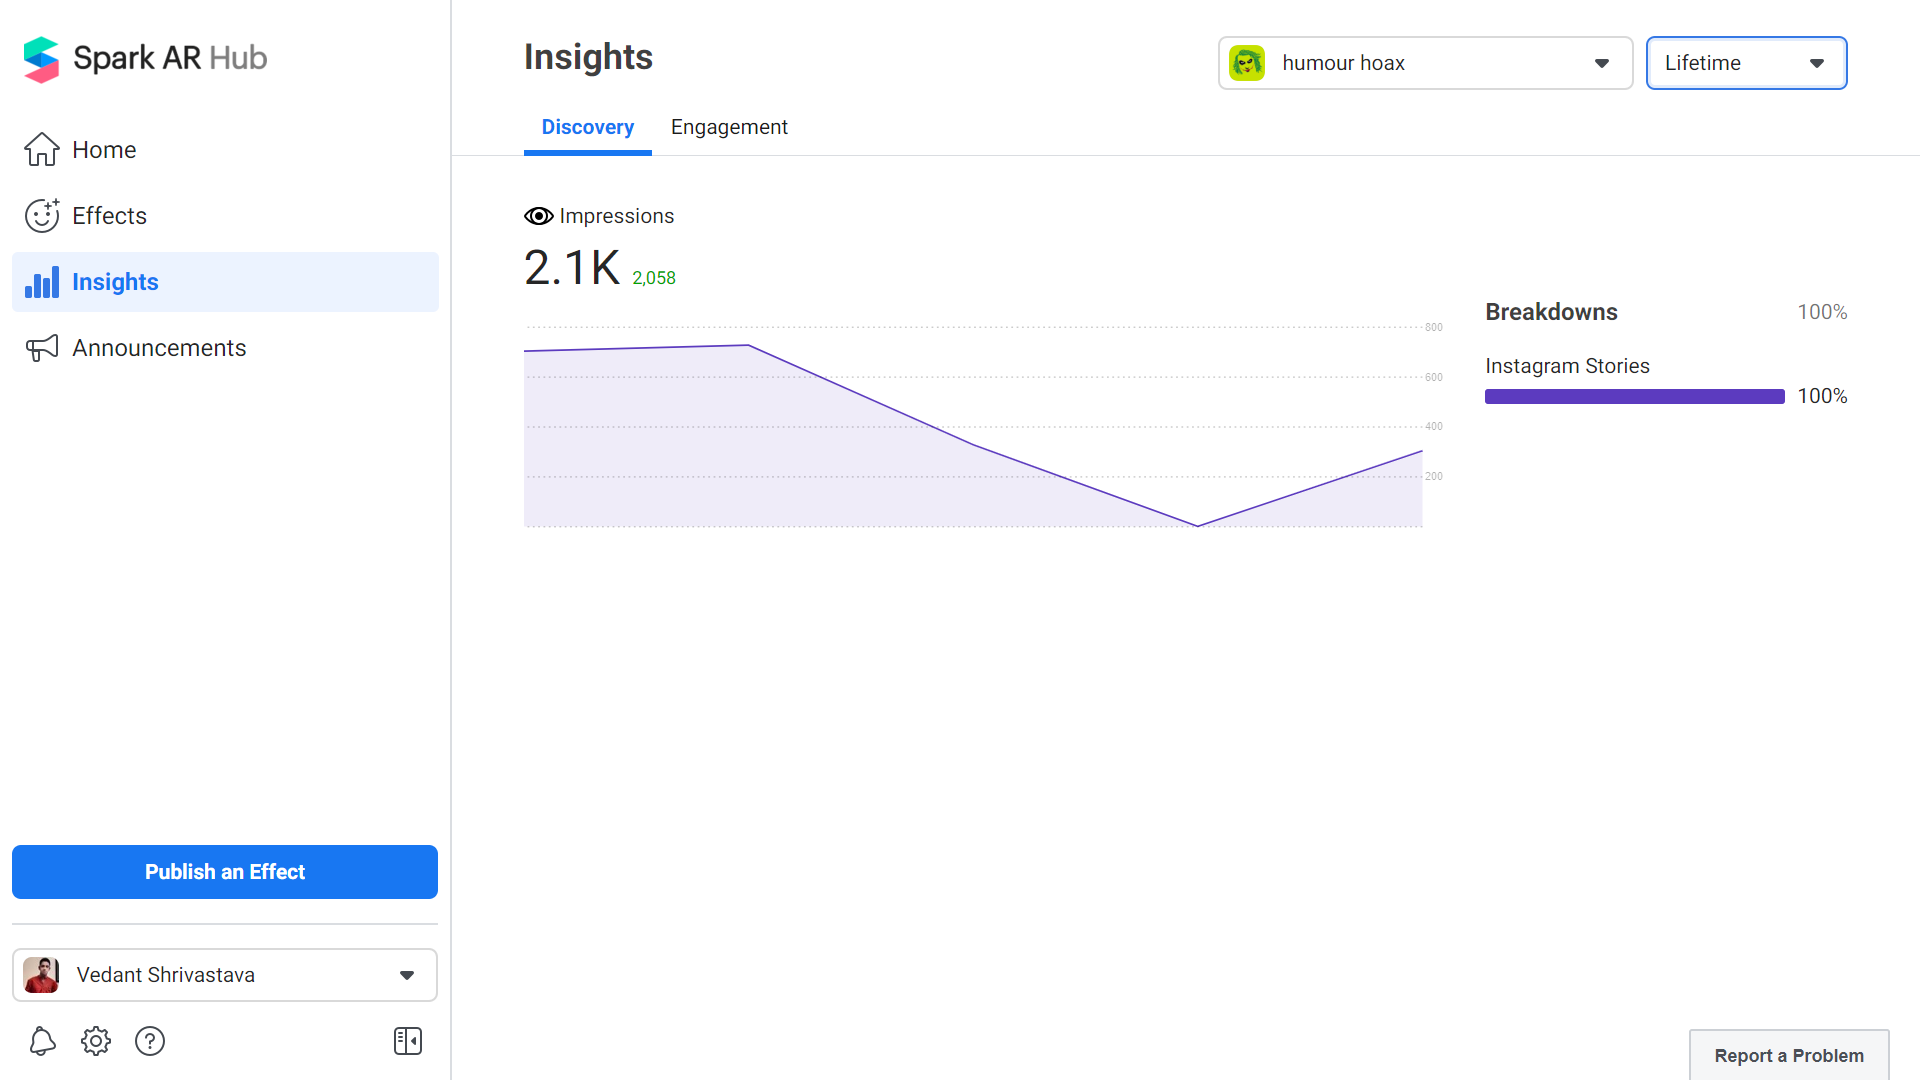 Spark AR Hub
Home
Effects
Insights
Announcements
Publish an Effect
Vedant Shrivastava
Insights
humour hoax
Lifetime
Discovery
Engagement
Impressions
2.1K 2,058
800
600
400
200
Breakdowns 100%
Instagram Stories
100%
Report a Problem